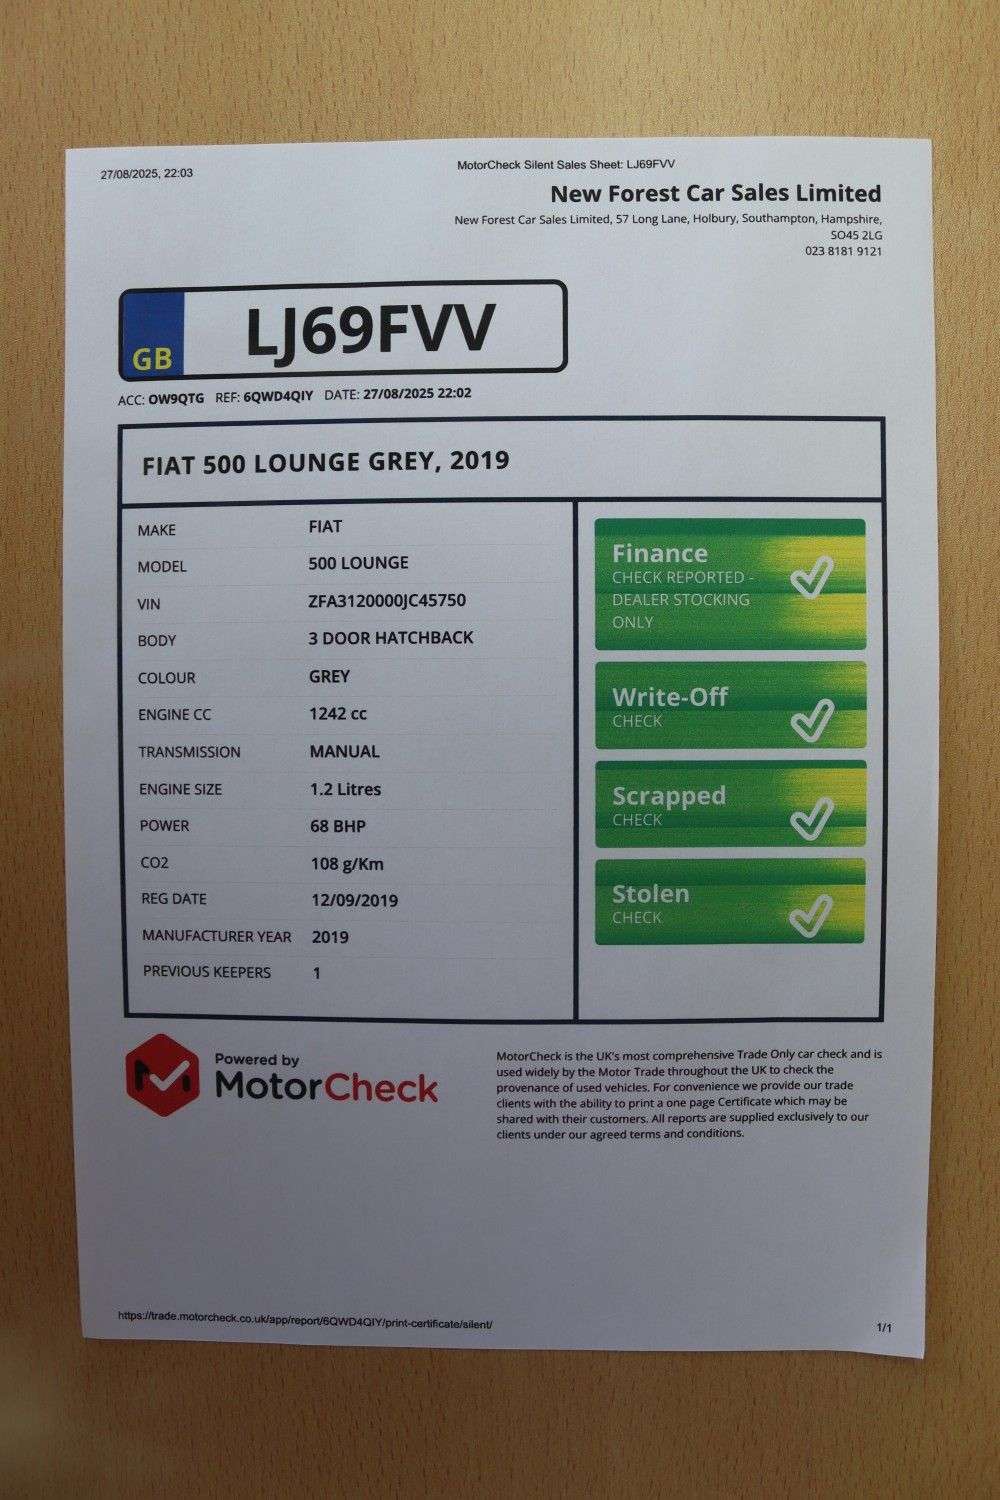 27/08/2025, 22:03
MotorCheck Silent Sales Sheet: LJ69FVV
New Forest Car Sales Limited
New Forest Car Sales Limited, 57 Long Lane, Holbury, Southampton, Hampshire,
SO45 2LG
023 8181 9121
GB
LJ69FVV
ACC: OW9QTG REF: 6QWD4QIY DATE: 27/08/2025 22:02
FIAT 500 LOUNGE GREY, 2019
MAKE FIAT
MODEL 500 LOUNGE
VIN ZFA3120000JC45750
BODY 3 DOOR HATCHBACK
COLOUR GREY
ENGINE CC 1242 cc
TRANSMISSION MANUAL
ENGINE SIZE 1.2 Litres
POWER 68 BHP
CO2 108 g/Km
REG DATE 12/09/2019
MANUFACTURER YEAR 2019
PREVIOUS KEEPERS 1
Finance
CHECK REPORTED -
DEALER STOCKING
ONLY
Write-Off
CHECK
Scrapped
CHECK
Stolen
CHECK
Powered by
MotorCheck
MotorCheck is the UK's most comprehensive Trade Only car check and is
used widely by the Motor Trade throughout the UK to check the
provenance of used vehicles. For convenience we provide our trade
clients with the ability to print a one page Certificate which may be
shared with their customers. All reports are supplied exclusively to our
clients under our agreed terms and conditions.
https://trade.motorcheck.co.uk/app/report/6QWD4QIY/print-certificate/silent/
1/1